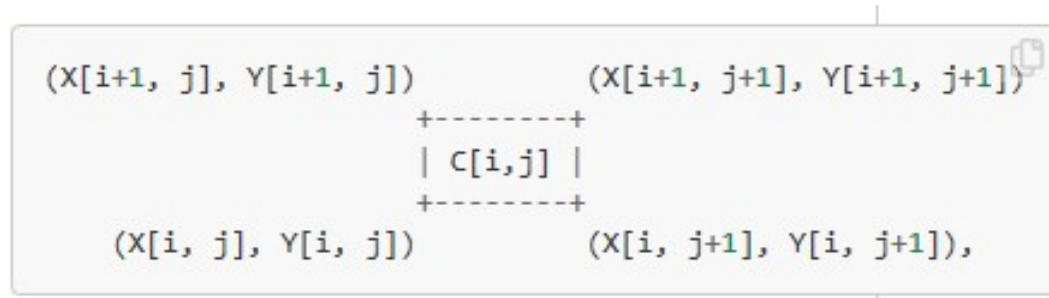 (X[i+1, j], Y[i+1, j])          (X[i+1, j+1], Y[i+1, j+1])
                      +--------+
                      | C[i,j] |
                      +--------+
    (X[i, j], Y[i, j])          (X[i, j+1], Y[i, j+1]),